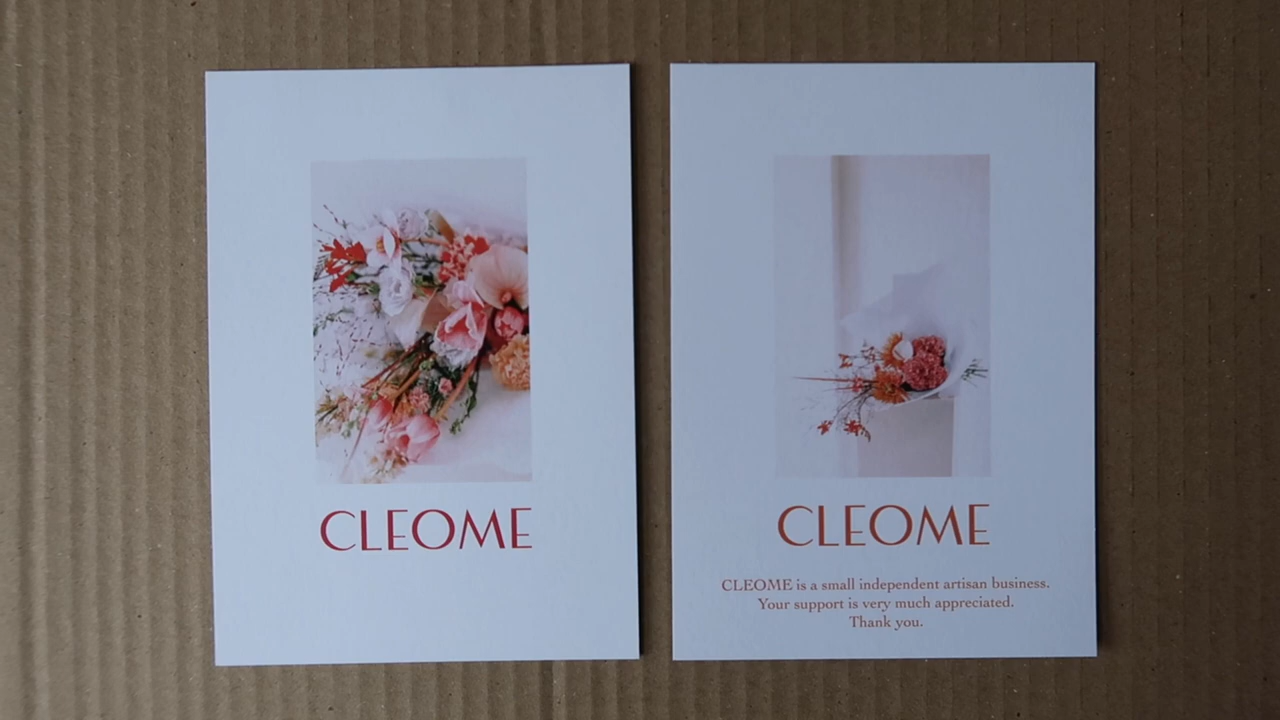 CLEOME
CLEOME
CLEOME is a small independent artisan business.
Your support is very much appreciated.
Thank you.